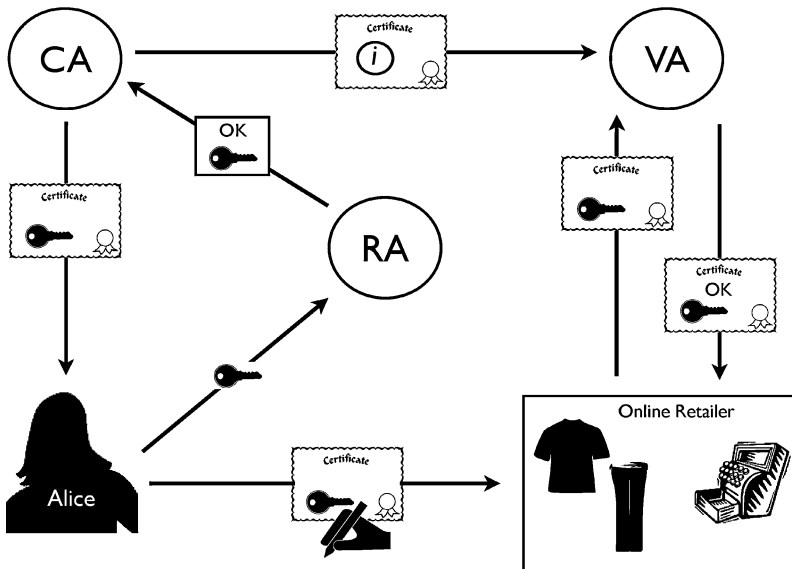 CA
Certificate
i
VA
OK
Certificate
Certificate
RA
Certificate
OK
Online Retailer
Certificate
Alice